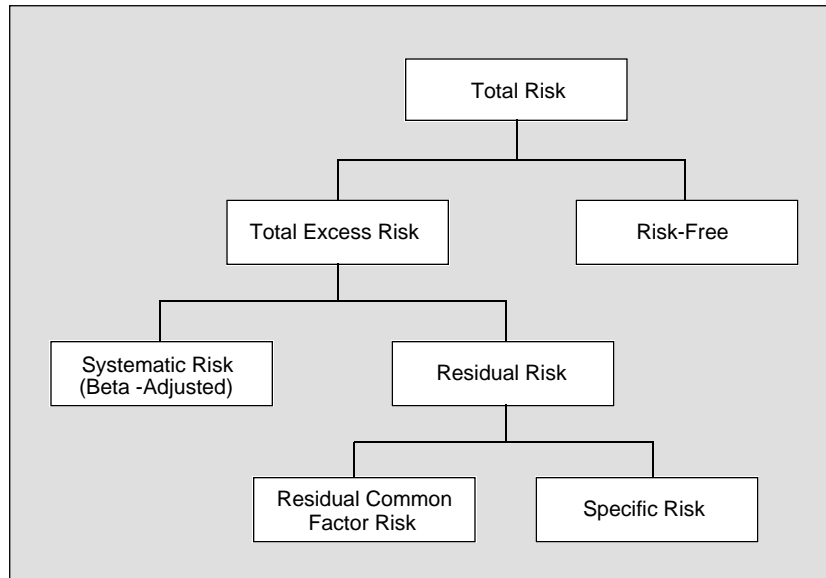 Total Risk
Total Excess Risk
Risk-Free
Systematic Risk
(Beta -Adjusted)
Residual Risk
Residual Common
Factor Risk
Specific Risk